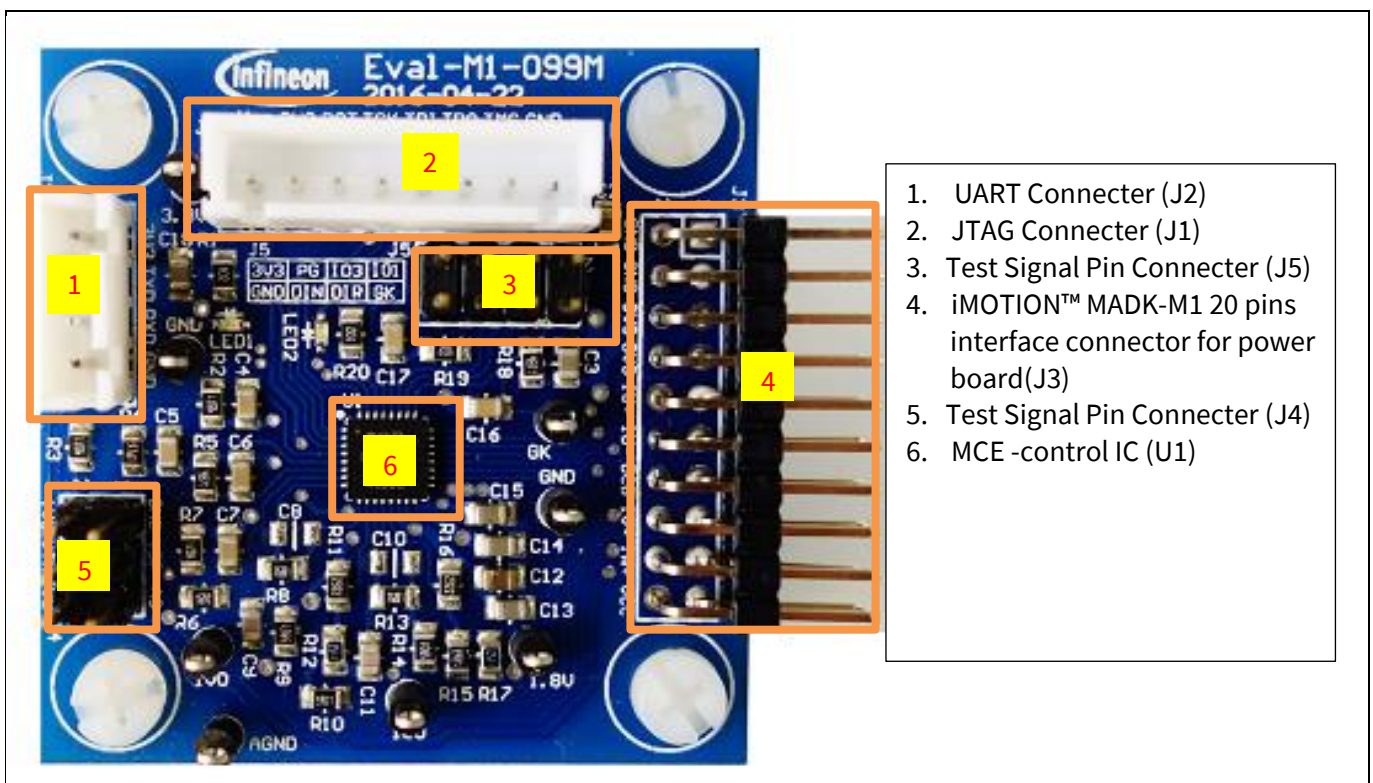 infineon
Eval-M1-099M
2016-04-22
2
1
J5
J5
3V3 PG IO3 IO1
GND DIN DIR GK
3
4
LED2
GND
LED1
R2
C4
R20
C17
R19
R18
C3
C16
GK
6
R3
C5
R5
C6
GND
C15
5
R7
C7
C8
R11
C10
R16
C14
C12
R8
R6
R13
C13
C9
R9
R12
C11
R14
R15
R17
1.8V
R10
AGND
1. UART Connecter (J2)
2. JTAG Connecter (J1)
3. Test Signal Pin Connecter (J5)
4. iMOTION™ MADK-M1 20 pins
interface connector for power
board(J3)
5. Test Signal Pin Connecter (J4)
6. MCE -control IC (U1)